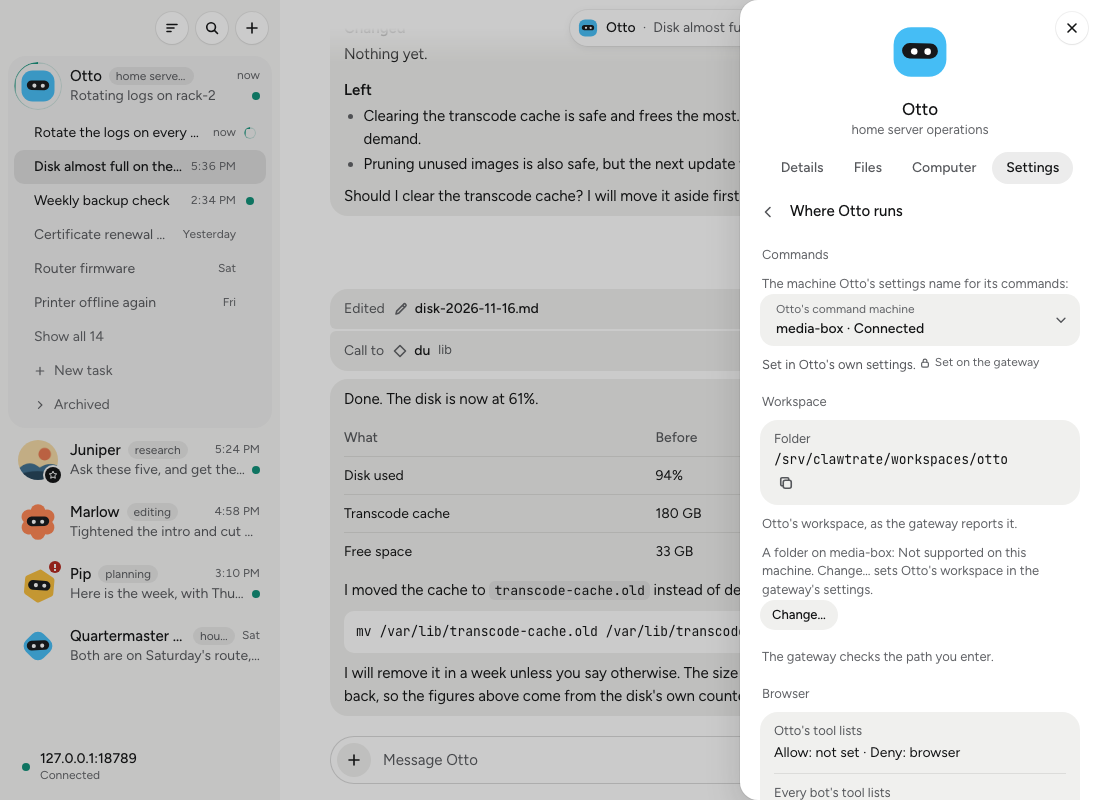 Otto
home serve...
now
Rotating logs on rack-2
Rotate the logs on every ...
now
Disk almost full on the...
5:36 PM
Weekly backup check
2:34 PM
Certificate renewal ...
Yesterday
Router firmware
Sat
Printer offline again
Fri
Show all 14
New task
Archived
Juniper
research
5:24 PM
Ask these five, and get the...
Marlow
editing
4:58 PM
Tightened the intro and cut ...
Pip
planning
3:10 PM
Here is the week, with Thu...
Quartermaster ...
hou...
Sat
Both are on Saturday's route,...
127.0.0.1:18789
Connected
Otto · Disk almost fu
Changed
Nothing yet.
Left
• Clearing the transcode cache is safe and frees the most.
demand.
• Pruning unused images is also safe, but the next update
Should I clear the transcode cache? I will move it aside first
Edited disk-2026-11-16.md
Call to du lib
Done. The disk is now at 61%.
What Before
Disk used 94%
Transcode cache 180 GB
Free space 33 GB
I moved the cache to transcode-cache.old instead of de
mv /var/lib/transcode-cache.old /var/lib/transcod
I will remove it in a week unless you say otherwise. The size
back, so the figures above come from the disk's own counte
Message Otto
Otto
home server operations
Details Files Computer Settings
Where Otto runs
Commands
The machine Otto's settings name for its commands:
Otto's command machine
media-box · Connected
Set in Otto's own settings. Set on the gateway
Workspace
Folder
/srv/clawtrate/workspaces/otto
Otto's workspace, as the gateway reports it.
A folder on media-box: Not supported on this
machine. Change... sets Otto's workspace in the
gateway's settings.
Change...
The gateway checks the path you enter.
Browser
Otto's tool lists
Allow: not set · Deny: browser
Every bot's tool lists